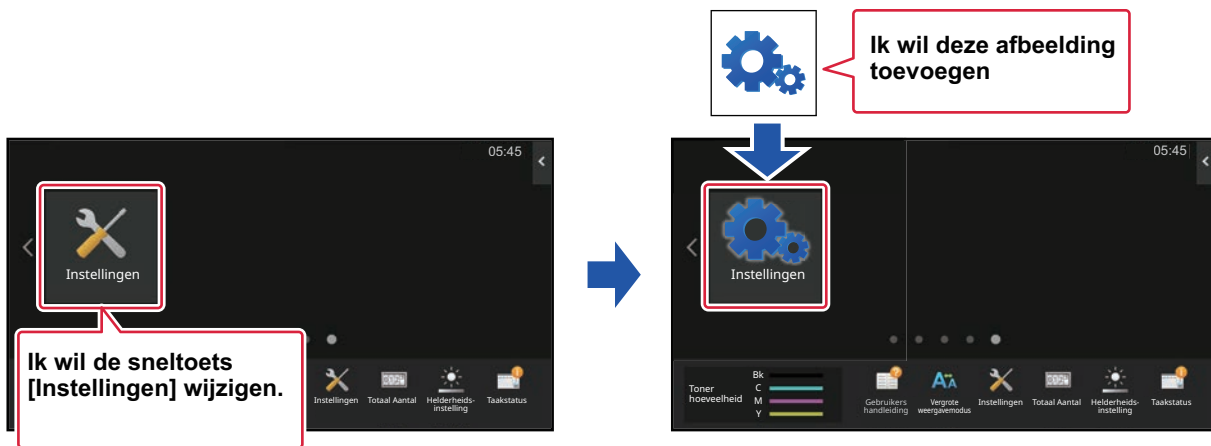 Ik wil deze afbeelding
toevoegen
05:45
Instellingen
Ik wil de sneltoets
[Instellingen] wijzigen.
Instellingen
Totaal Aantal
Helderheids-
instelling
Taakstatus
05:45
Instellingen
Toner
hoeveelheid
Bk
C
M
Y
Gebruikers
handleiding
Vergrote
weergavemodus
Instellingen
Totaal Aantal
Helderheids-
instelling
Taakstatus